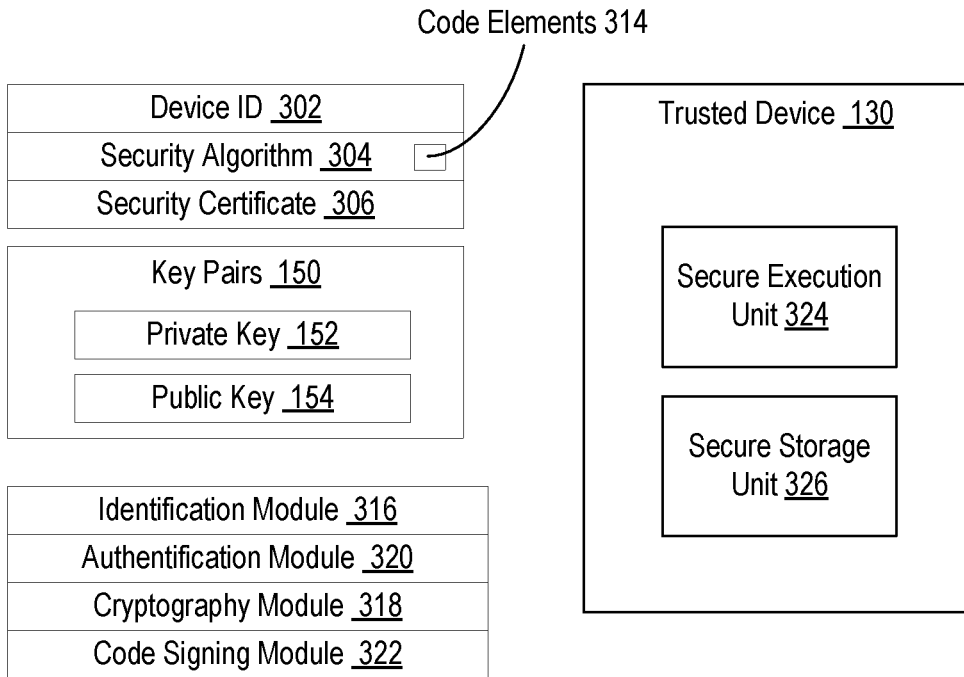 Code Elements 314
Device ID 302
Security Algorithm 304
Security Certificate 306
Key Pairs 150
Private Key 152
Public Key 154
Identification Module 316
Authentification Module 320
Cryptography Module 318
Code Signing Module 322
Trusted Device 130
Secure Execution
Unit 324
Secure Storage
Unit 326